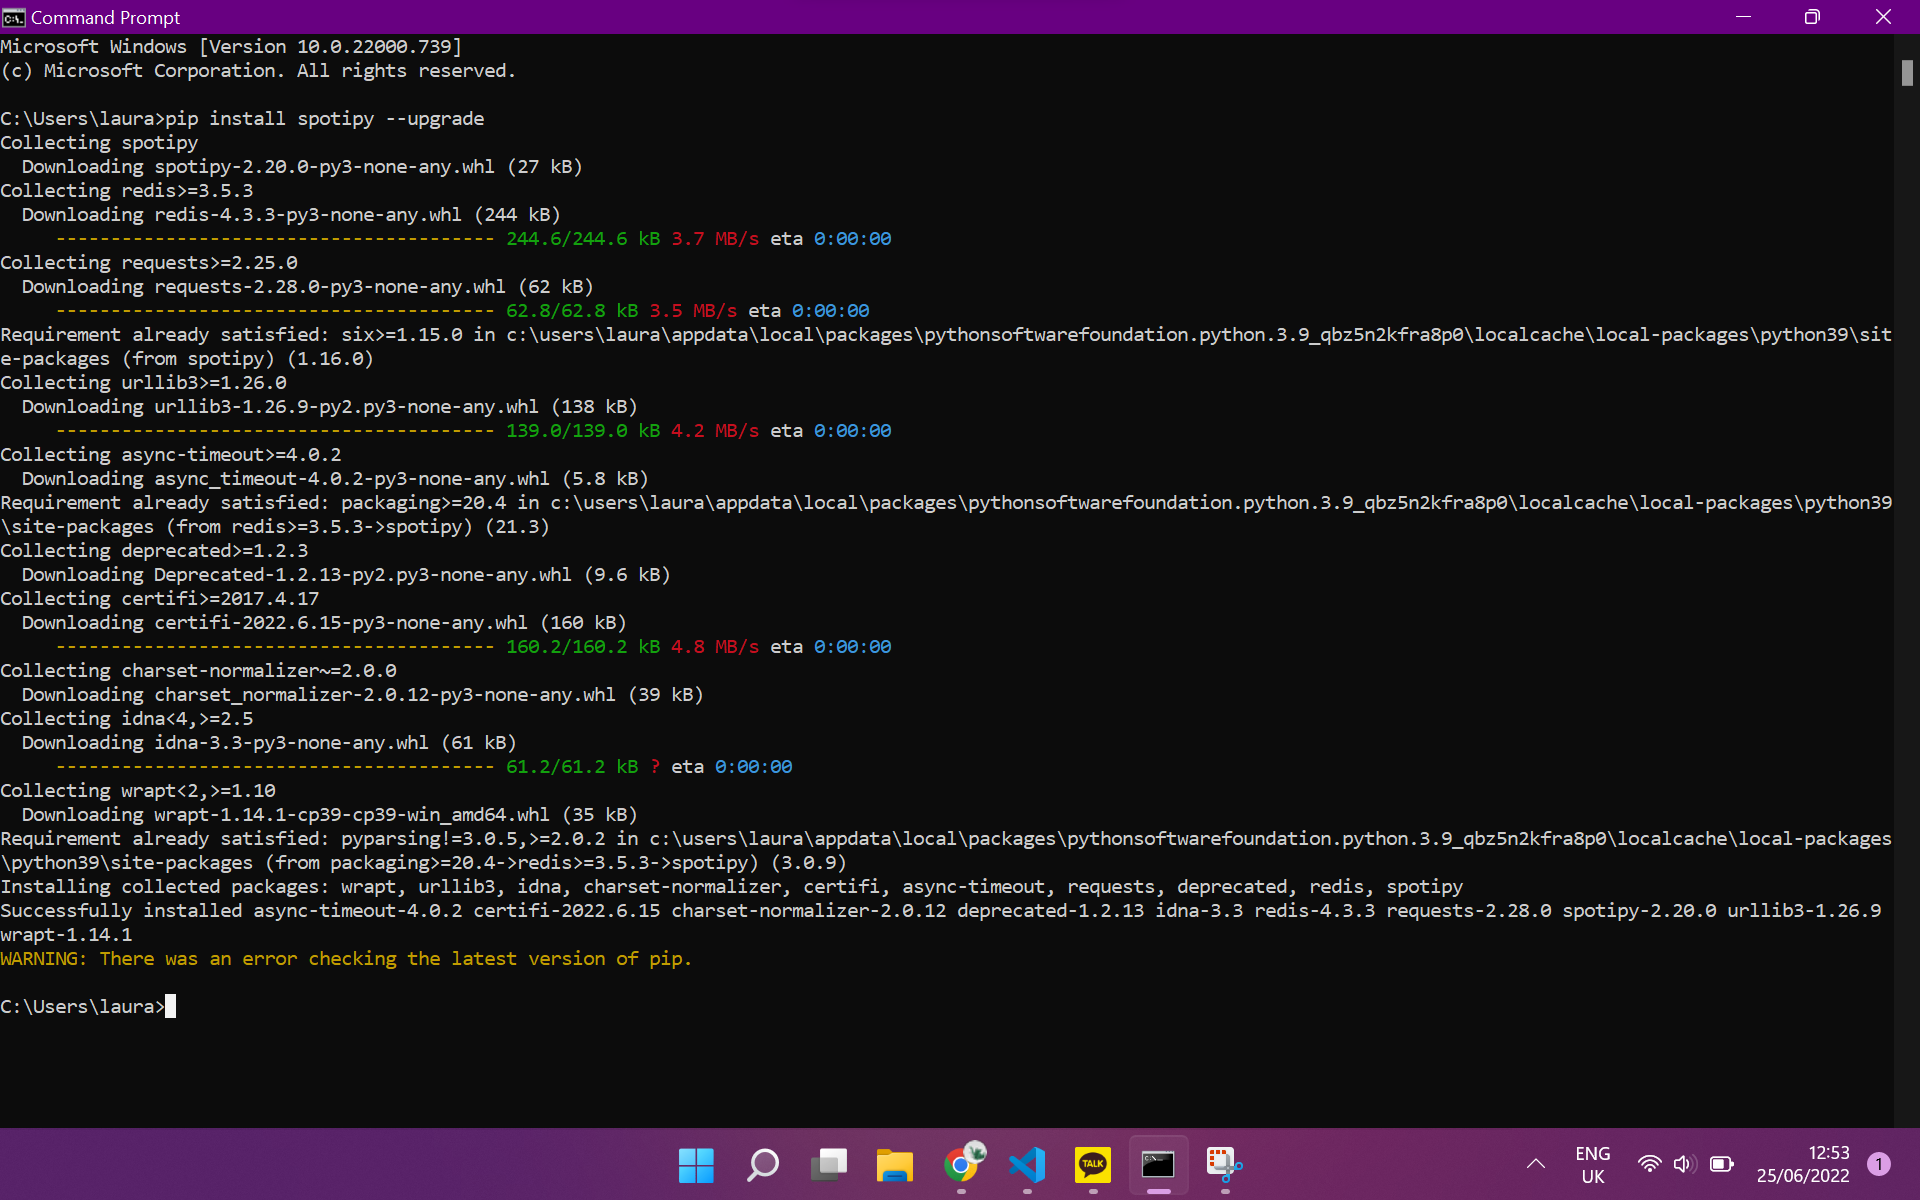 Command Prompt
Microsoft Windows [Version 10.0.22000.739]
(c) Microsoft Corporation. All rights reserved.
C:\Users\laura>pip install spotipy --upgrade
Collecting spotipy
  Downloading spotipy-2.20.0-py3-none-any.whl (27 kB)
Collecting redis>=3.5.3
  Downloading redis-4.3.3-py3-none-any.whl (244 kB)
     ---------------------------------------- 244.6/244.6 kB 3.7 MB/s eta 0:00:00
Collecting requests>=2.25.0
  Downloading requests-2.28.0-py3-none-any.whl (62 kB)
     ---------------------------------------- 62.8/62.8 kB 3.5 MB/s eta 0:00:00
Requirement already satisfied: six>=1.15.0 in c:\users\laura\appdata\local\packages\pythonsoftwarefoundation.python.3.9_qbz5n2kfra8p0\localcache\local-packages\python39\sit
e-packages (from spotipy) (1.16.0)
Collecting urllib3>=1.26.0
  Downloading urllib3-1.26.9-py2.py3-none-any.whl (138 kB)
     ---------------------------------------- 139.0/139.0 kB 4.2 MB/s eta 0:00:00
Collecting async-timeout>=4.0.2
  Downloading async_timeout-4.0.2-py3-none-any.whl (5.8 kB)
Requirement already satisfied: packaging>=20.4 in c:\users\laura\appdata\local\packages\pythonsoftwarefoundation.python.3.9_qbz5n2kfra8p0\localcache\local-packages\python39
\site-packages (from redis>=3.5.3->spotipy) (21.3)
Collecting deprecated>=1.2.3
  Downloading Deprecated-1.2.13-py2.py3-none-any.whl (9.6 kB)
Collecting certifi>=2017.4.17
  Downloading certifi-2022.6.15-py3-none-any.whl (160 kB)
     ---------------------------------------- 160.2/160.2 kB 4.8 MB/s eta 0:00:00
Collecting charset-normalizer~=2.0.0
  Downloading charset_normalizer-2.0.12-py3-none-any.whl (39 kB)
Collecting idna<4,>=2.5
  Downloading idna-3.3-py3-none-any.whl (61 kB)
     ---------------------------------------- 61.2/61.2 kB ? eta 0:00:00
Collecting wrapt<2,>=1.10
  Downloading wrapt-1.14.1-cp39-cp39-win_amd64.whl (35 kB)
Requirement already satisfied: pyparsing!=3.0.5,>=2.0.2 in c:\users\laura\appdata\local\packages\pythonsoftwarefoundation.python.3.9_qbz5n2kfra8p0\localcache\local-packages
\python39\site-packages (from packaging>=20.4->redis>=3.5.3->spotipy) (3.0.9)
Installing collected packages: wrapt, urllib3, idna, charset-normalizer, certifi, async-timeout, requests, deprecated, redis, spotipy
Successfully installed async-timeout-4.0.2 certifi-2022.6.15 charset-normalizer-2.0.12 deprecated-1.2.13 idna-3.3 redis-4.3.3 requests-2.28.0 spotipy-2.20.0 urllib3-1.26.9
wrapt-1.14.1
WARNING: There was an error checking the latest version of pip.
C:\Users\laura>
TALK
ENG
UK
12:53
25/06/2022
1